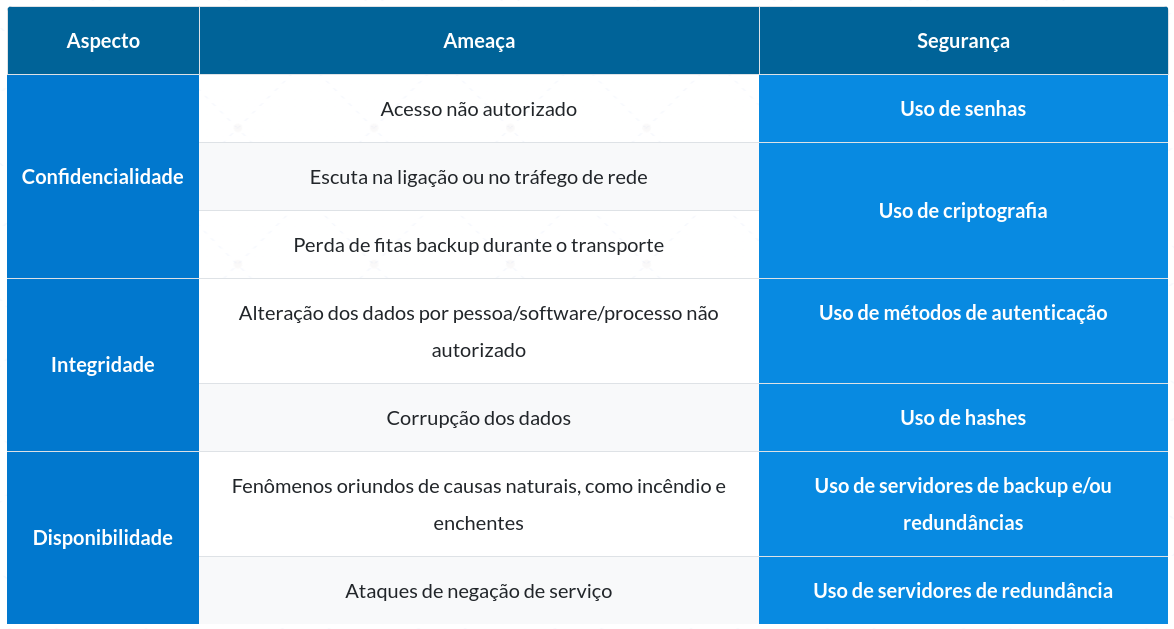 Aspecto
Ameaça
Segurança
Confidencialidade
Acesso não autorizado
Uso de senhas
Escuta na ligação ou no tráfego de rede
Uso de criptografia
Perda de fitas backup durante o transporte
Integridade
Alteração dos dados por pessoa/software/processo não
autorizado
Uso de métodos de autenticação
Corrupção dos dados
Uso de hashes
Disponibilidade
Fenômenos oriundos de causas naturais, como incêndio e
enchentes
Uso de servidores de backup e/ou
redundâncias
Ataques de negação de serviço
Uso de servidores de redundância